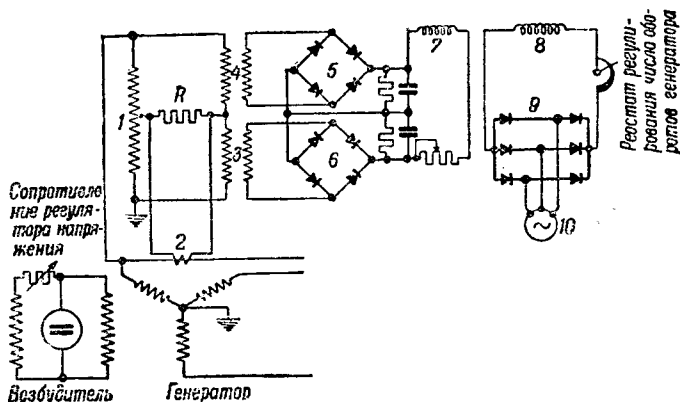 7
8
4
5
R
1
3
9
6
10
2
Реостат регули-
рования числа обо-
ротов генератора
Сопротивле
ние регуля-
тора напря-
жения
Возбудитель
Генератор